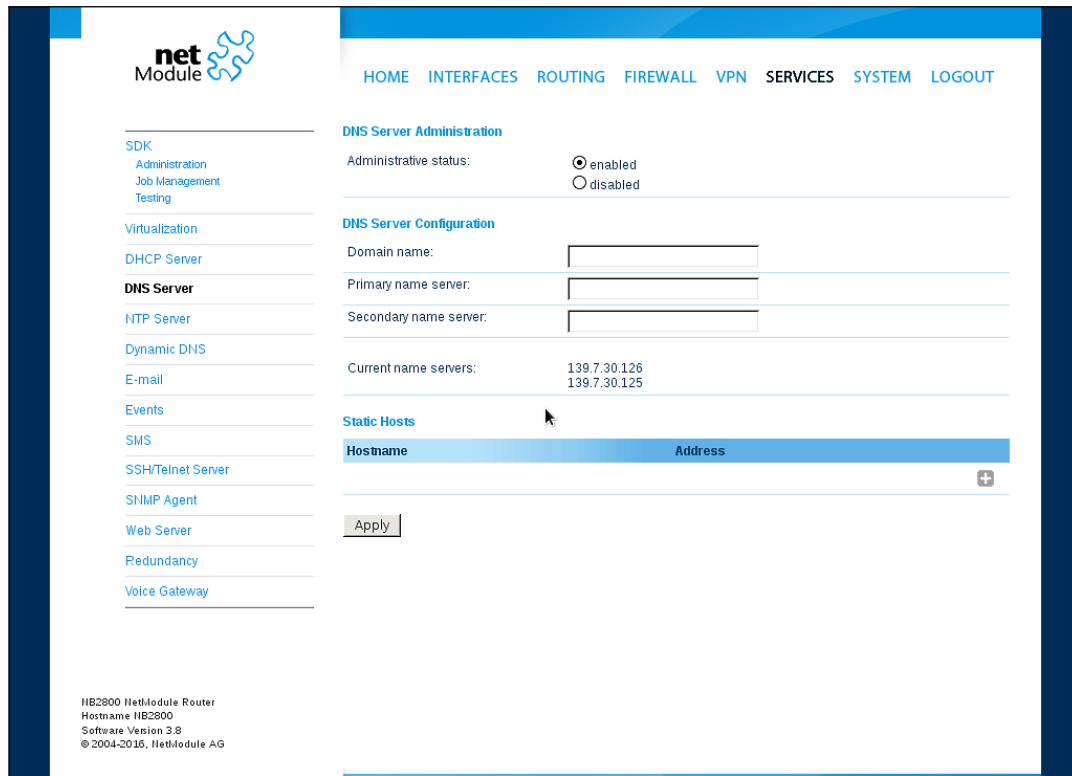 net
Module
HOME INTERFACES ROUTING FIREWALL VPN SERVICES SYSTEM LOGOUT
SDK
Administration
Job Management
Testing
Virtualization
DHCP Server
DNS Server
NTP Server
Dynamic DNS
E-mail
Events
SMS
SSH/Telnet Server
SNMP Agent
Web Server
Redundancy
Voice Gateway
DNS Server Administration
Administrative status:
enabled
disabled
DNS Server Configuration
Domain name:
Primary name server:
Secondary name server:
Current name servers: 139.7.30.126
139.7.30.125
Static Hosts
Hostname Address
Apply
NB2800 NetModule Router
Hostname NB2800
Software Version 3.8
© 2004-2016, NetModule AG